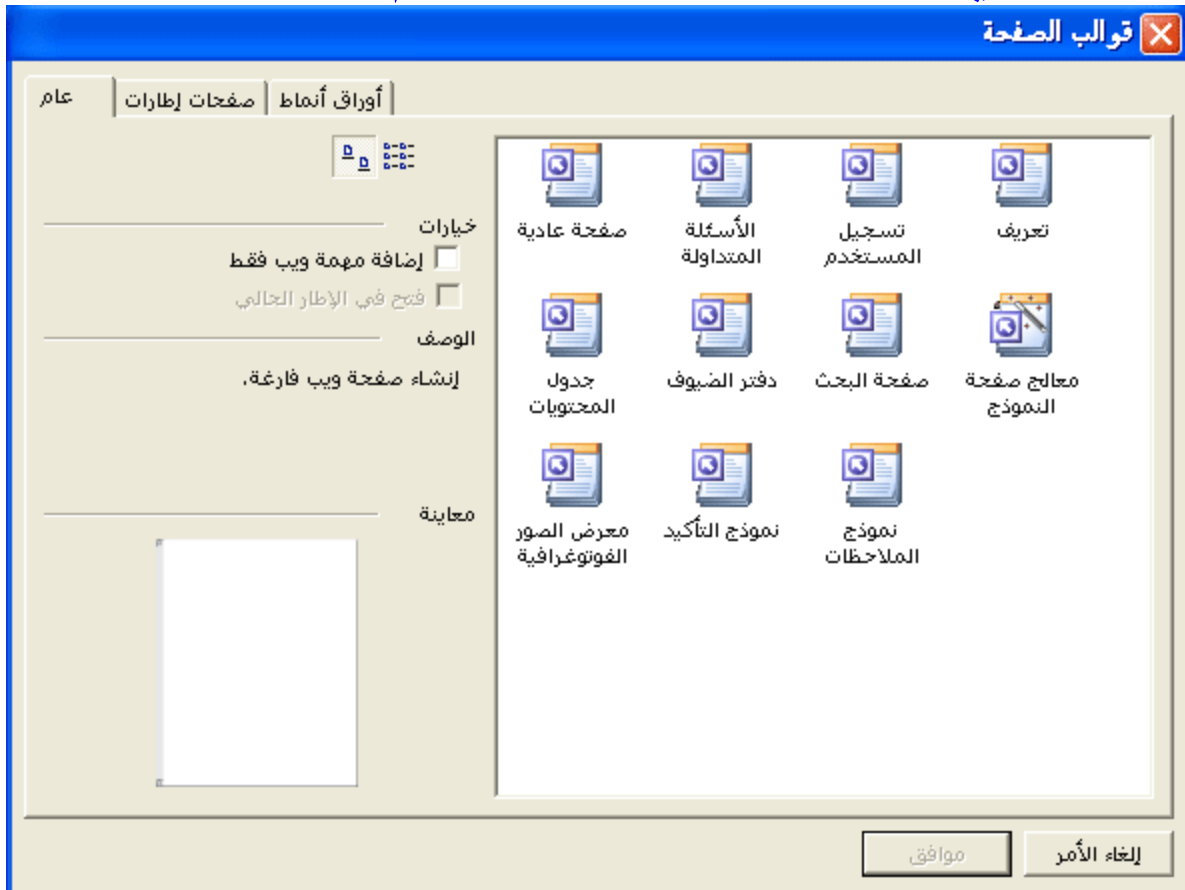 قوالب الصفحة
عام
صفحات إطارات
أوراق أنماط
تعريف
تسجيل
المستخدم
الأسئلة
المتداولة
صفحة عادية
معالج صفحة
النموذج
صفحة البحث
دفتر الضيوف
جدول
المحتويات
نموذج
الملاحظات
نموذج التأكيد
معرض الصور
الفوتوغرافية
خيارات
إضافة مهمة ويب فقط
فتح في الإطار الحالي
الوصف
إنشاء صفحة ويب فارغة.
معاينة
إلغاء الأمر
موافق